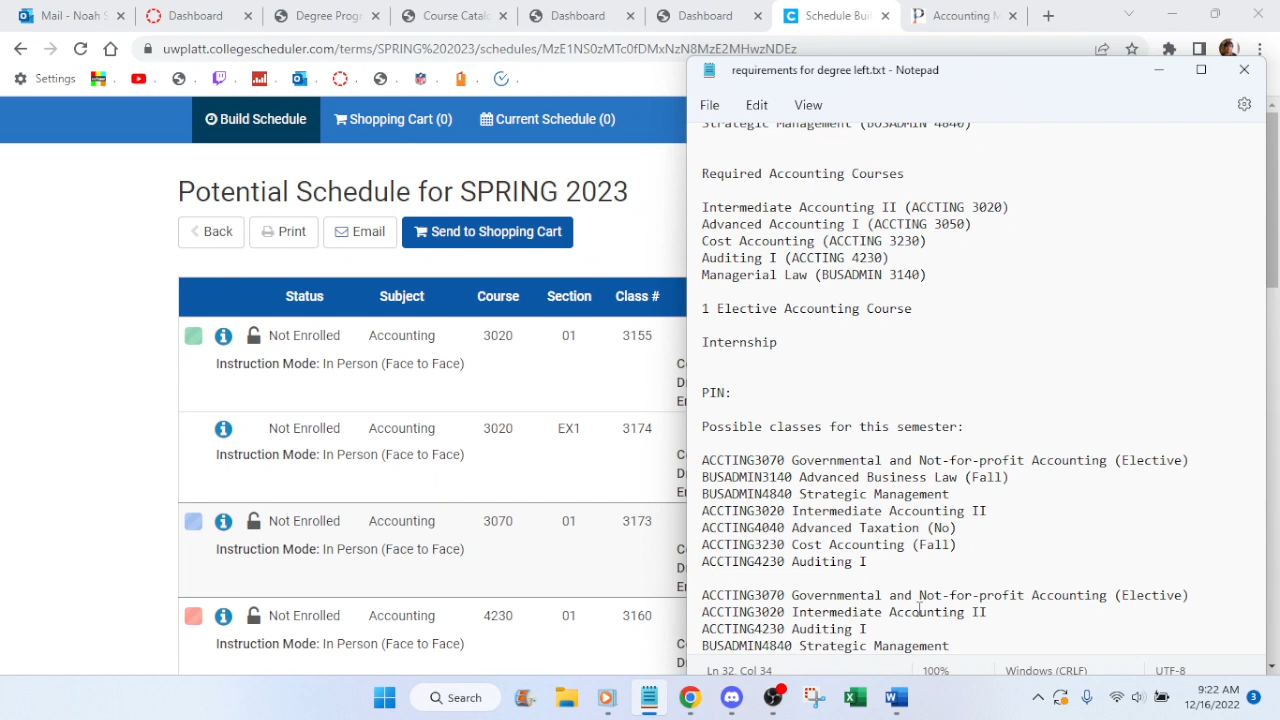 Mail - Noah S
Dashboard
Degree Progr
Course Catalo
Dashboard
Dashboard
Schedule Bui
Accounting M
uwplatt.collegescheduler.com/terms/SPRING%202023/schedules/MzE1NS0zMTc0fDMxNzN8MzE2MHwzNDEz
Settings
Build Schedule
Shopping Cart (0)
Current Schedule (0)
Potential Schedule for SPRING 2023
Back
Print
Email
Send to Shopping Cart
Status Subject Course Section Class #
Not Enrolled Accounting 3020 01 3155
Instruction Mode: In Person (Face to Face)
Not Enrolled Accounting 3020 EX1 3174
Instruction Mode: In Person (Face to Face)
Not Enrolled Accounting 3070 01 3173
Instruction Mode: In Person (Face to Face)
Not Enrolled Accounting 4230 01 3160
Instruction Mode: In Person (Face to Face)
requirements for degree left.txt - Notepad
File Edit View
Strategic Management (BUSADMIN 4840)
Required Accounting Courses
Intermediate Accounting II (ACCTING 3020)
Advanced Accounting I (ACCTING 3050)
Cost Accounting (ACCTING 3230)
Auditing I (ACCTING 4230)
Managerial Law (BUSADMIN 3140)
1 Elective Accounting Course
Internship
PIN:
Possible classes for this semester:
ACCTING3070 Governmental and Not-for-profit Accounting (Elective)
BUSADMIN3140 Advanced Business Law (Fall)
BUSADMIN4840 Strategic Management
ACCTING3020 Intermediate Accounting II
ACCTING4040 Advanced Taxation (No)
ACCTING3230 Cost Accounting (Fall)
ACCTING4230 Auditing I
ACCTING3070 Governmental and Not-for-profit Accounting (Elective)
ACCTING3020 Intermediate Accounting II
ACCTING4230 Auditing I
BUSADMIN4840 Strategic Management
Ln 32, Col 34
100%
Windows (CRLF)
UTF-8
Search
9:22 AM
12/16/2022
3